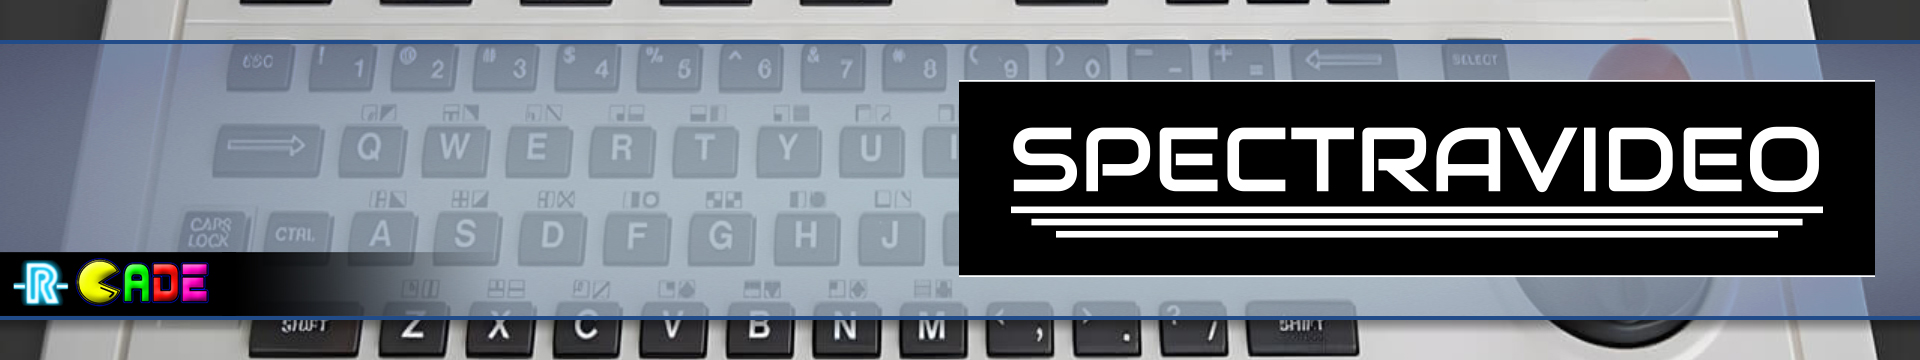 ESC ! 1 @ 2 # 3 $ 4 % 5 ^ 6 & 7 * 8 ( 9 ) 0 - _ + = SELECT
Q W E R T Y U I
CAPS LOCK CTRL A S D F G H J
SHIFT Z X C V B N M < , > . ? / SHIFT
SPECTRAVIDEO
-R-CADE